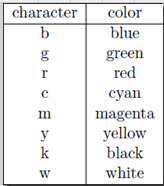 character color
b blue
g green
r red
c cyan
m magenta
y yellow
k black
w white